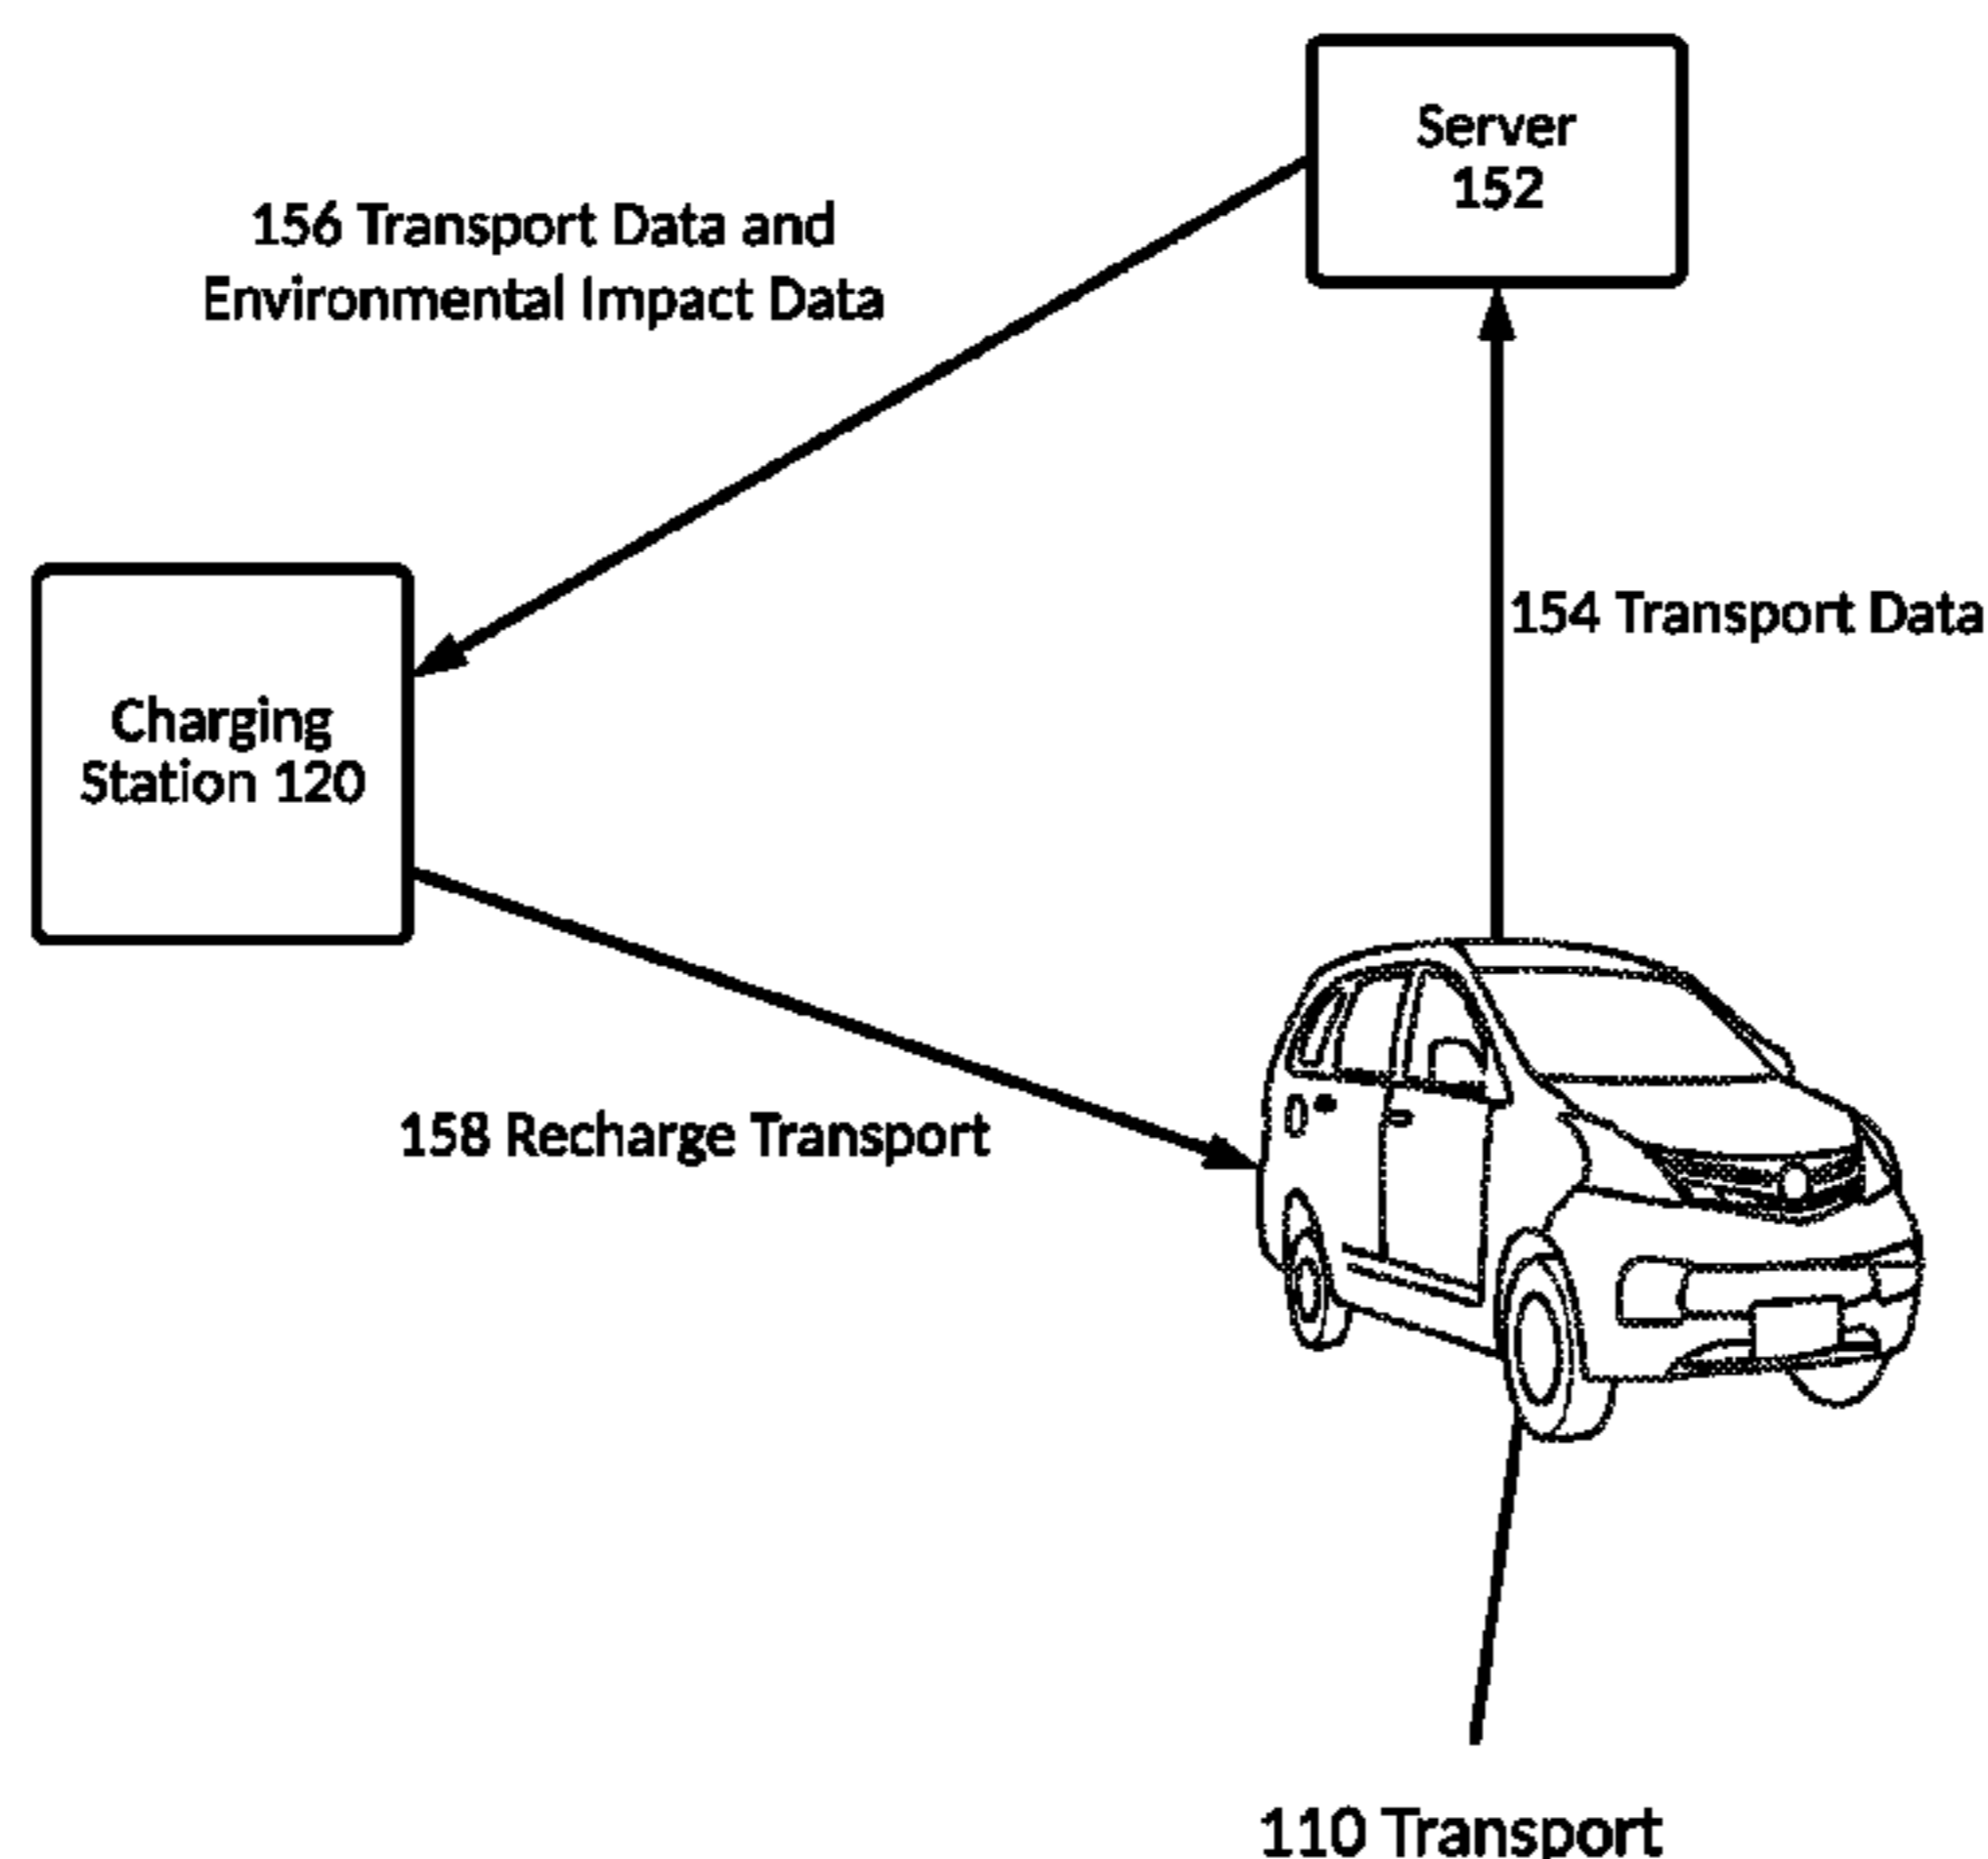 Server
152
156 Transport Data and
Environmental Impact Data
154 Transport Data
Charging
Station 120
158 Recharge Transport
110 Transport